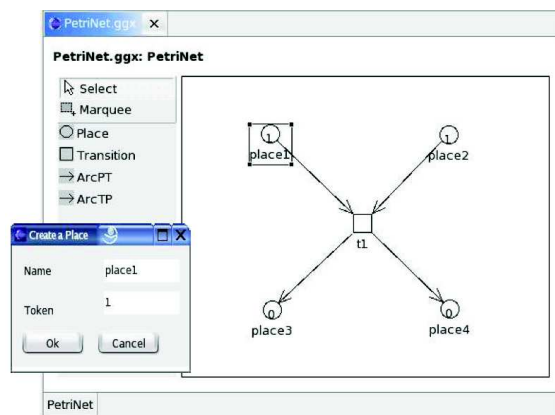 PetriNet.ggx
PetriNet.ggx: PetriNet
Select
Marquee
Place
Transition
ArcPT
ArcTP
1
place1
1
place2
t1
0
place3
0
place4
Create a Place
Name
place1
Token
1
Ok
Cancel
PetriNet